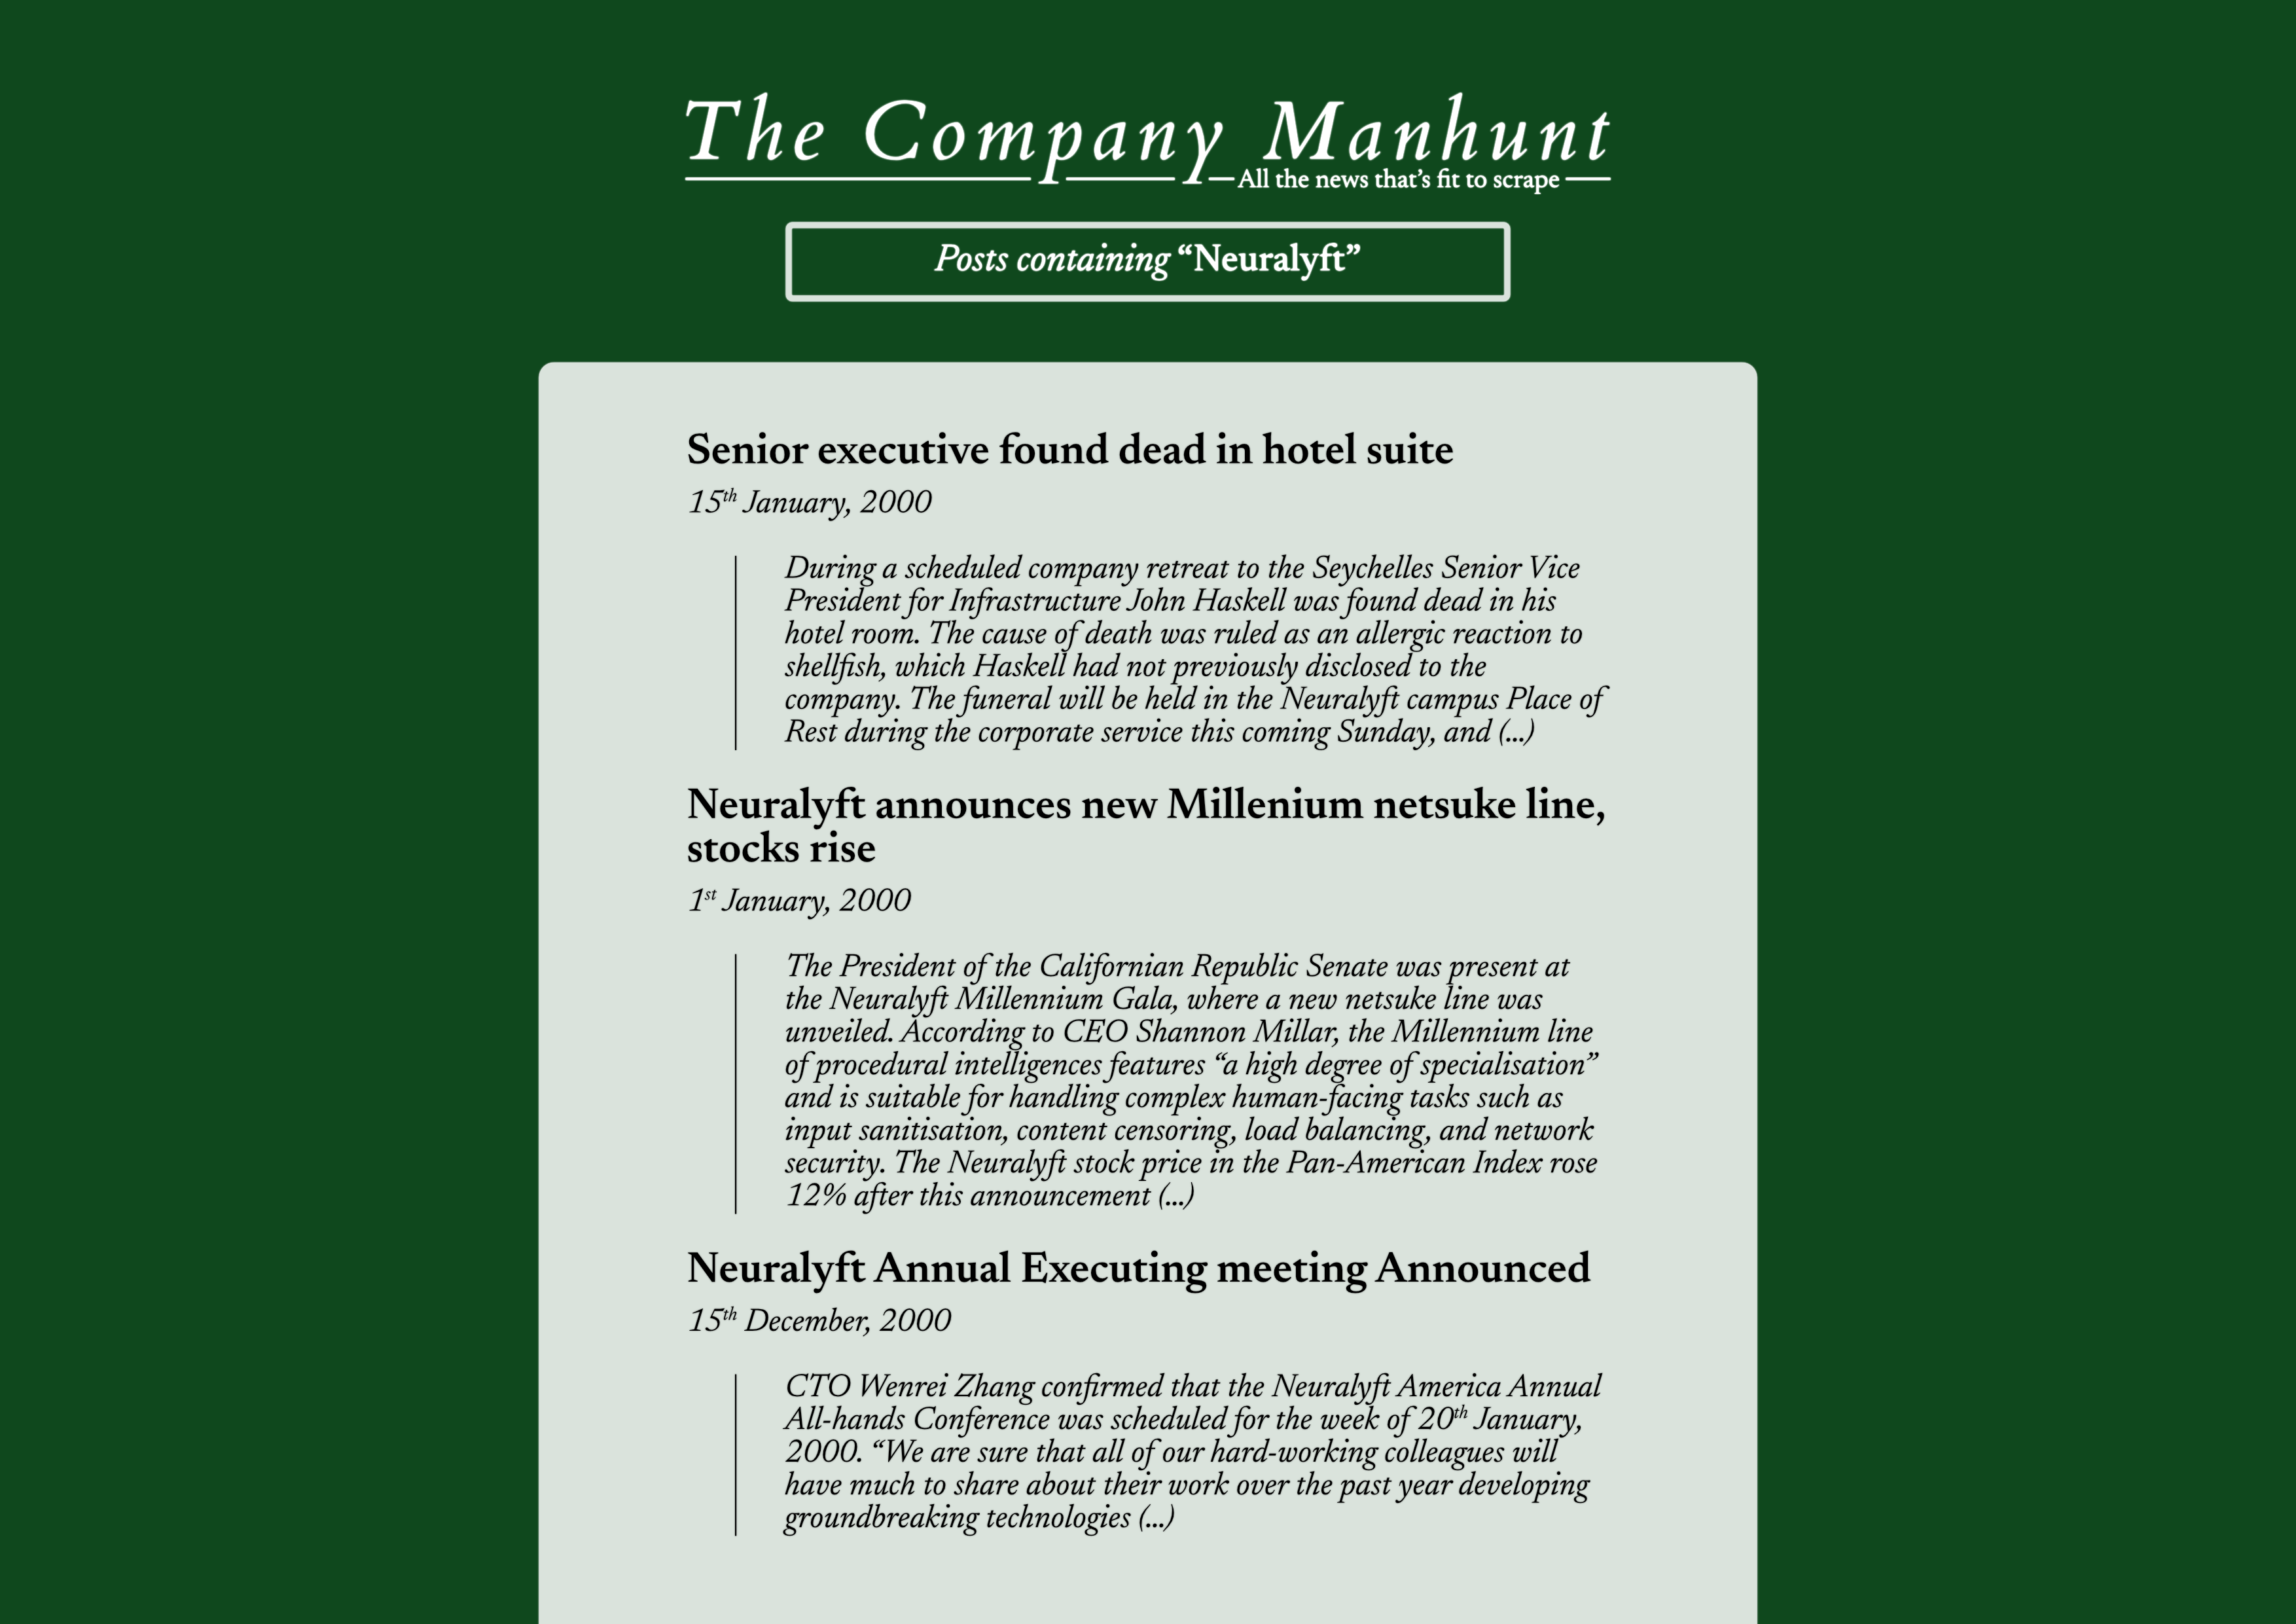 The Company Manhunt
All the news that's fit to scrape
Posts containing “Neuralyft”
Senior executive found dead in hotel suite
15th January, 2000
During a scheduled company retreat to the Seychelles Senior Vice
President for Infrastructure John Haskell was found dead in his
hotel room. The cause of death was ruled as an allergic reaction to
shellfish, which Haskell had not previously disclosed to the
company. The funeral will be held in the Neuralyft campus Place of
Rest during the corporate service this coming Sunday, and (...)
Neuralyft announces new Millenium netsuke line,
stocks rise
1st January, 2000
The President of the Californian Republic Senate was present at
the Neuralyft Millennium Gala, where a new netsuke line was
unveiled. According to CEO Shannon Millar, the Millennium line
of procedural intelligences features “a high degree of specialisation”
and is suitable for handling complex human-facing tasks such as
input sanitisation, content censoring, load balancing, and network
security. The Neuralyft stock price in the Pan-American Index rose
12% after this announcement (...)
Neuralyft Annual Executing meeting Announced
15th December, 2000
CTO Wenrei Zhang confirmed that the Neuralyft America Annual
All-hands Conference was scheduled for the week of 20th January,
2000. “We are sure that all of our hard-working colleagues will
have much to share about their work over the past year developing
groundbreaking technologies (...)